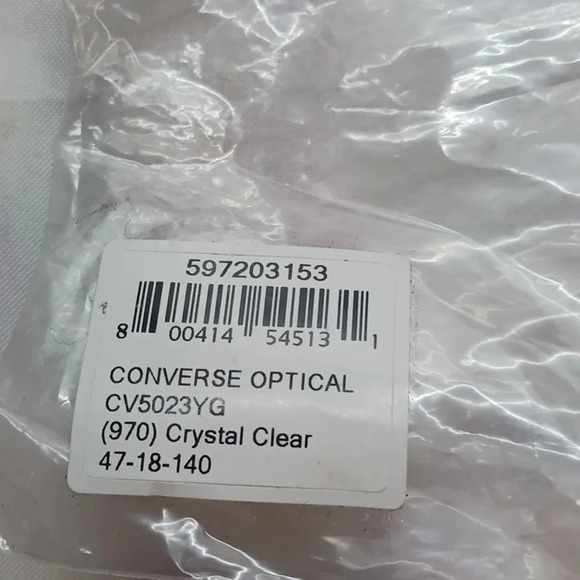 597203153
8 00414 54513 1
CONVERSE OPTICAL
CV5023YG
(970) Crystal Clear
47-18-140